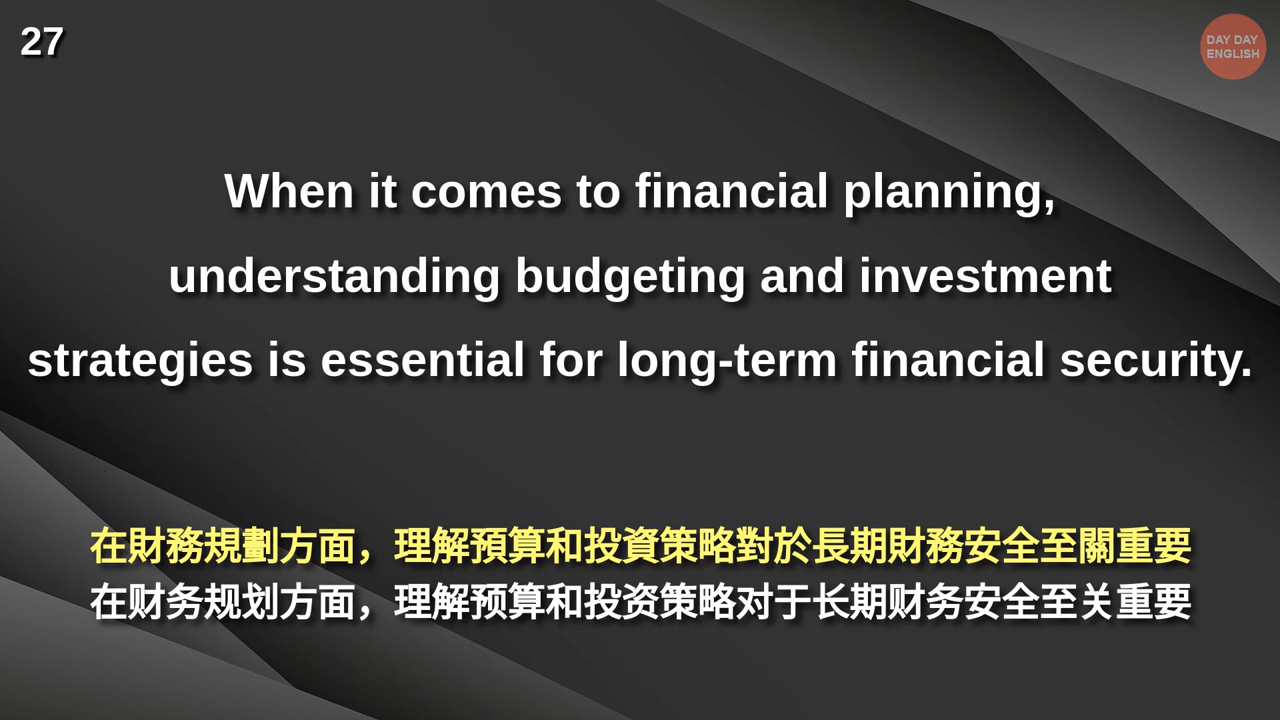 27
DAY DAY
ENGLISH
When it comes to financial planning,
understanding budgeting and investment
strategies is essential for long-term financial security.
在財務規劃方面，理解預算和投資策略對於長期財務安全至關重要
在财务规划方面，理解预算和投资策略对于长期财务安全至关重要